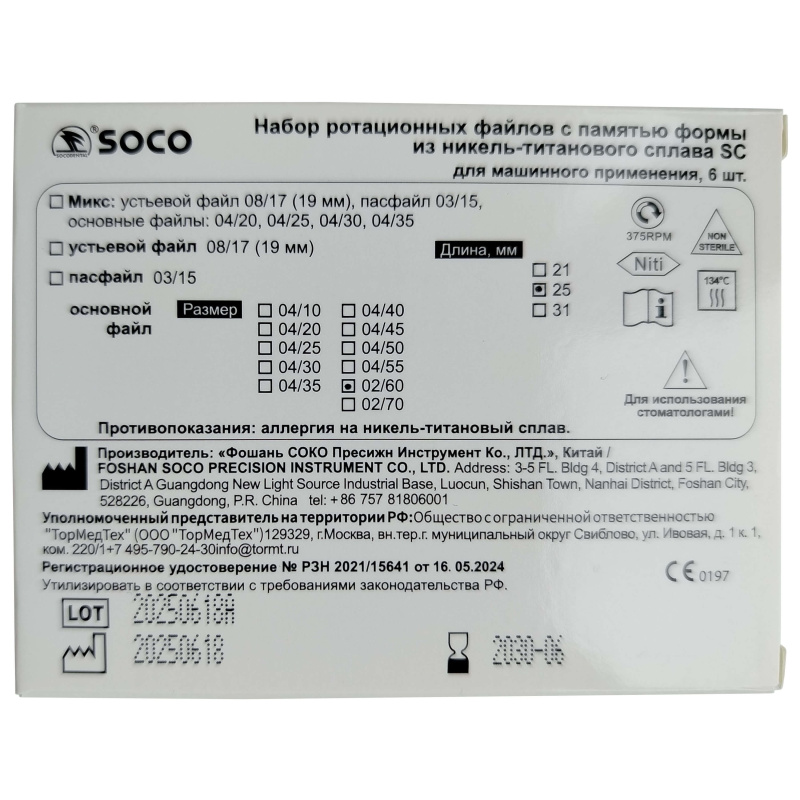 ®SOCO
SOCODENTAL
Набор ротационных файлов с памятью формы
из никель-титанового сплава SC
для машинного применения, 6 шт.
Микс: устьевой файл 08/17 (19 мм), пасфайл 03/15,
основные файлы: 04/20, 04/25, 04/30, 04/35
устьевой файл 08/17 (19 мм)
пасфайл 03/15
основной файл
Размер
04/10 04/40
04/20 04/45
04/25 04/50
04/30 04/55
04/35 02/60
02/70
Длина, мм
21
25
31
375RPM
NON
STERILE
Niti
134°C
Для использования
стоматологами!
Противопоказания: аллергия на никель-титановый сплав.
Производитель: «Фошань СОКО Пресижн Инструмент Ко., ЛТД.», Китай /
FOSHAN SOCO PRECISION INSTRUMENT CO., LTD. Address: 3-5 FL. Bldg 4, District A and 5 FL. Bldg 3,
District A Guangdong New Light Source Industrial Base, Luocun, Shishan Town, Nanhai District, Foshan City,
528226, Guangdong, P.R. China tel: +86 757 81806001
Уполномоченный представитель на территории РФ:Общество с ограниченной ответственностью
"ТорМедТех" (ООО "ТорМедТех")129329, г.Москва, вн.тер.г. муниципальный округ Свиблово, ул. Ивовая, д. 1 к. 1,
ком. 220/1+7 495-790-24-30info@tormt.ru
Регистрационное удостоверение № РЗН 2021/15641 от 16. 05.2024
Утилизировать в соответствии с требованиями законодательства РФ.
CE 0197
LOT 20250618A
20250618
2030-06